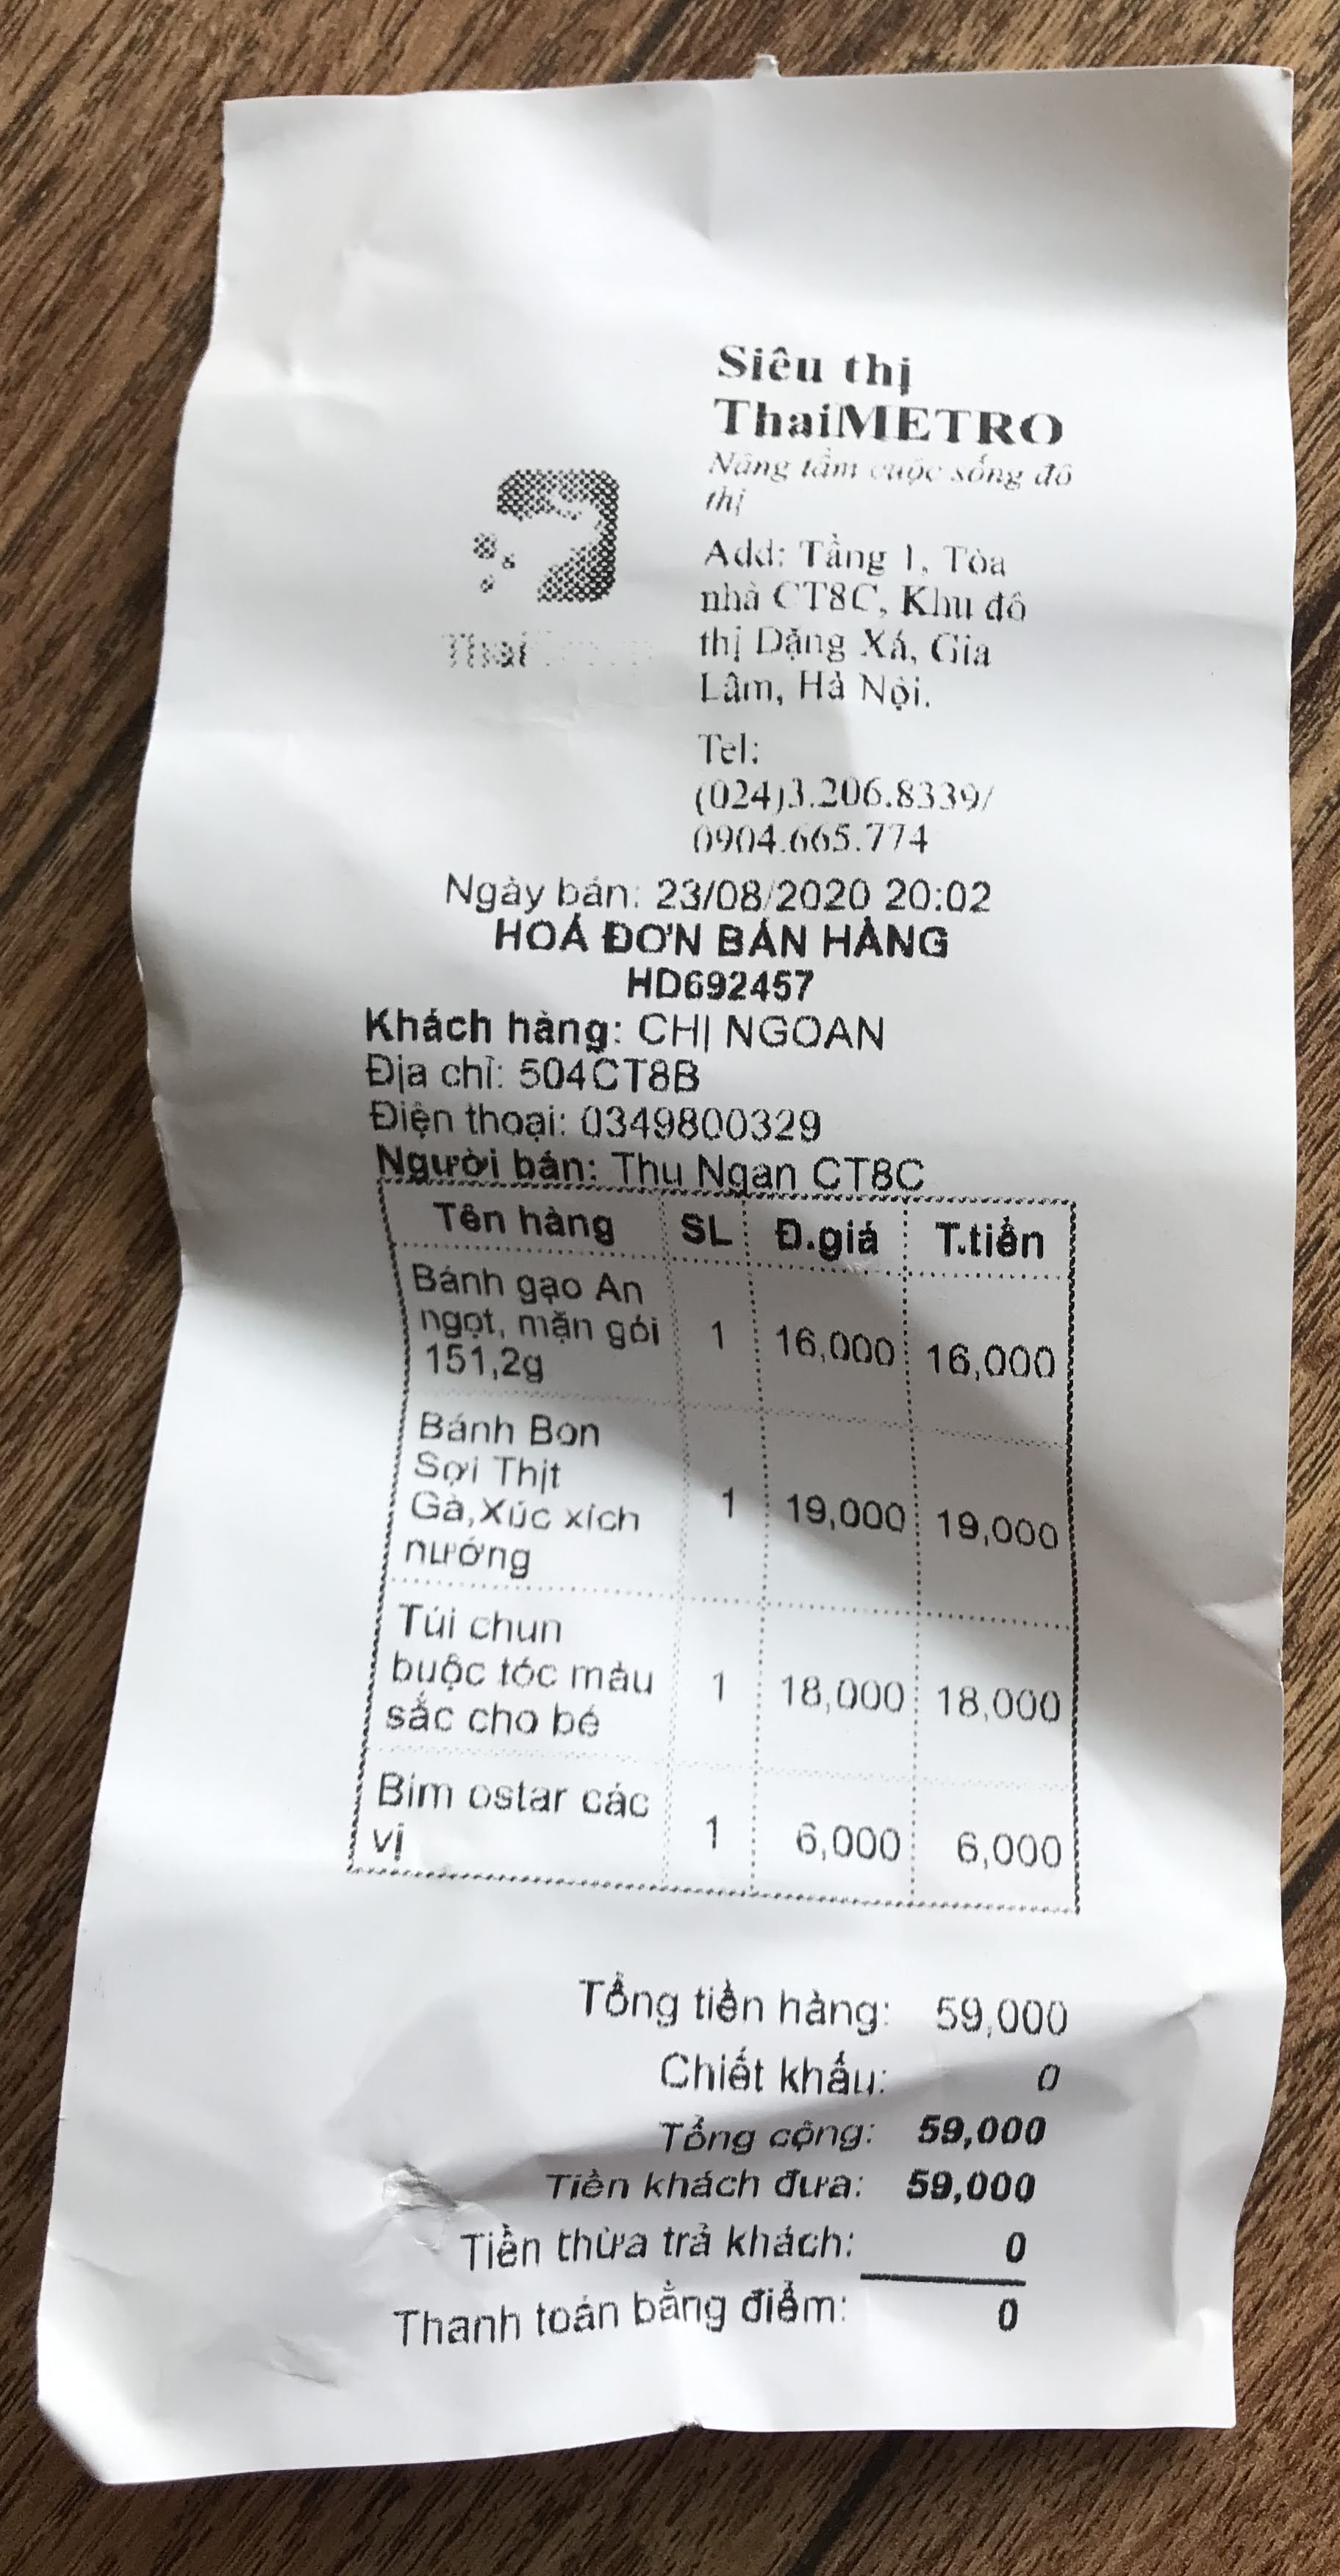 Siêu thị
ThaiMETRO
Nâng tầm cuộc sống đô
thị
Add: Tầng 1, Tòa
nhà CT8C, Khu đô
thị Đặng Xá, Gia
Lâm, Hà Nội.
Thai
Tel:
(024)3.206.8339/
0904.665.774
Ngày bán: 23/08/2020 20:02
HOÁ ĐƠN BÁN HÀNG
HD692457
Khách hàng: CHỊ NGOAN
Địa chỉ: 504CT8B
Điện thoại: 0349800329
Người bán: Thu Ngan CT8C
Tên hàng SL Đ.giá T.tiền
Bánh gạo An
ngọt, mặn gói 1 16,000 16,000
151,2g
Bánh Bon
Sợi Thịt
Gà,Xúc xích 1 19,000 19,000
nướng
Túi chun
buộc tóc màu 1 18,000 18,000
sắc cho bé
Bim ostar các
vị 1 6,000 6,000
Tổng tiền hàng: 59,000
Chiết khấu: 0
Tổng cộng: 59,000
Tiền khách đưa: 59,000
Tiền thừa trả khách: 0
Thanh toán bằng điểm: 0